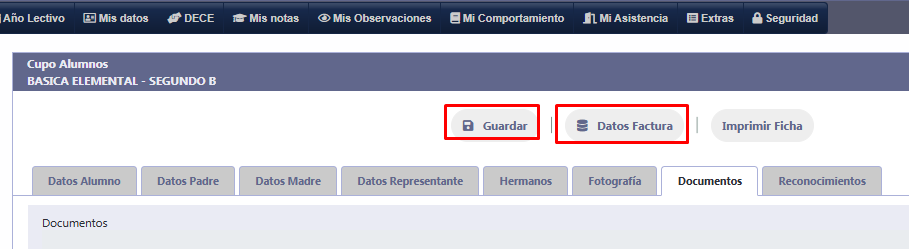 Año Lectivo Mis datos DECE Mis notas Mis Observaciones Mi Comportamiento Mi Asistencia Extras Seguridad
Cupo Alumnos
BASICA ELEMENTAL - SEGUNDO B
Guardar | Datos Factura | Imprimir Ficha
Datos Alumno Datos Padre Datos Madre Datos Representante Hermanos Fotografía Documentos Reconocimientos
Documentos